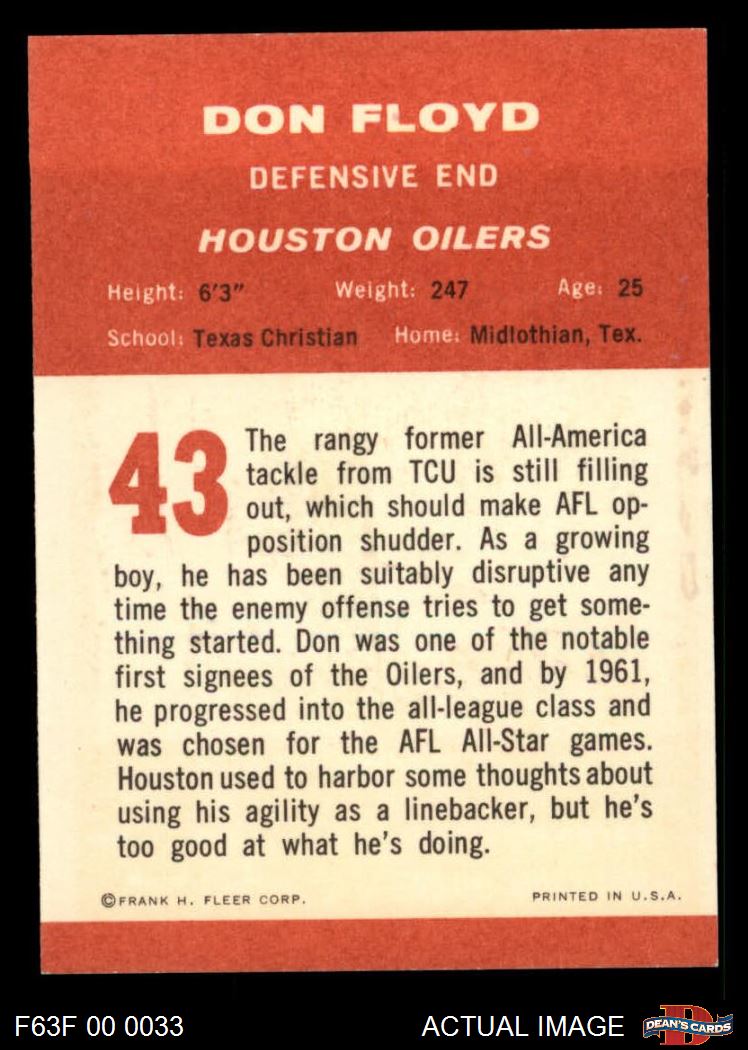 DON FLOYD
DEFENSIVE END
HOUSTON OILERS
Height: 6'3" Weight: 247 Age: 25
School: Texas Christian Home: Midlothian, Tex.
43
The rangy former All-America
tackle from TCU is still filling
out, which should make AFL op-
position shudder. As a growing
boy, he has been suitably disruptive any
time the enemy offense tries to get some-
thing started. Don was one of the notable
first signees of the Oilers, and by 1961,
he progressed into the all-league class and
was chosen for the AFL All-Star games.
Houston used to harbor some thoughts about
using his agility as a linebacker, but he's
too good at what he's doing.
©FRANK H. FLEER CORP. PRINTED IN U.S.A.
F63F 00 0033 ACTUAL IMAGE D DEAN'S CARDS